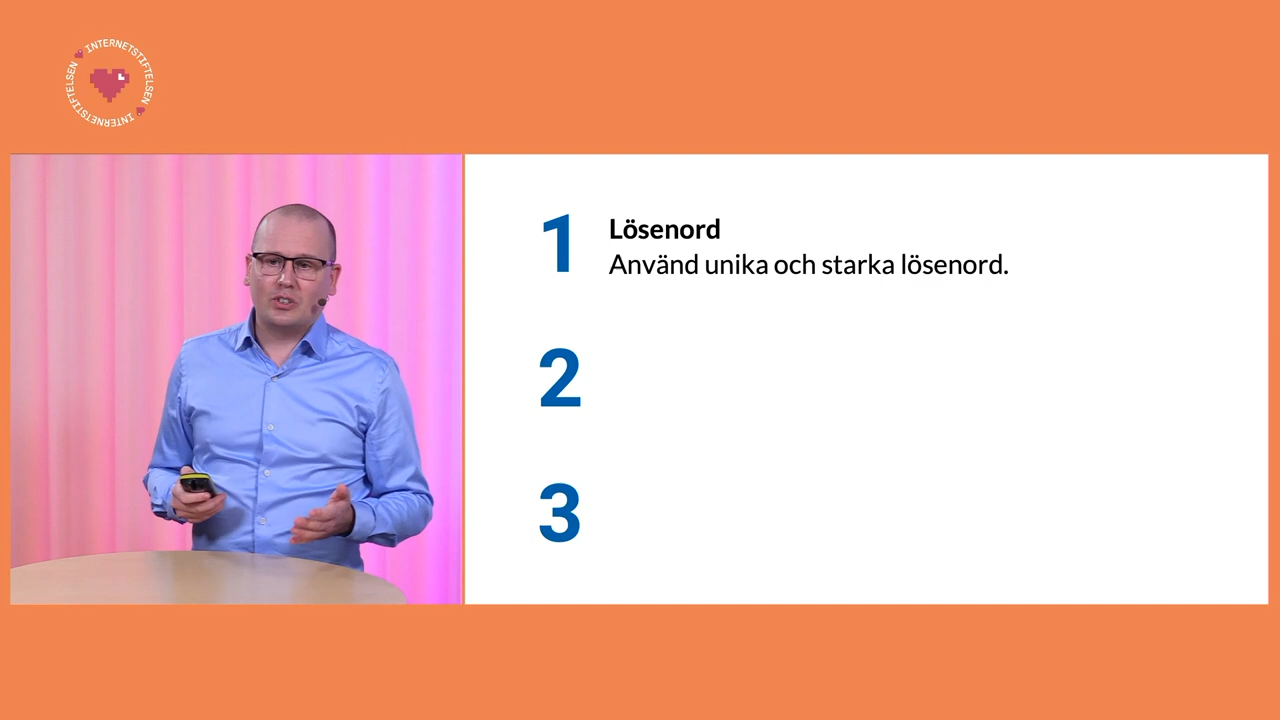 INTERNETSTIFTELSEN INTERNETSTIFTELSEN
1 Lösenord
Använd unika och starka lösenord.
2
3